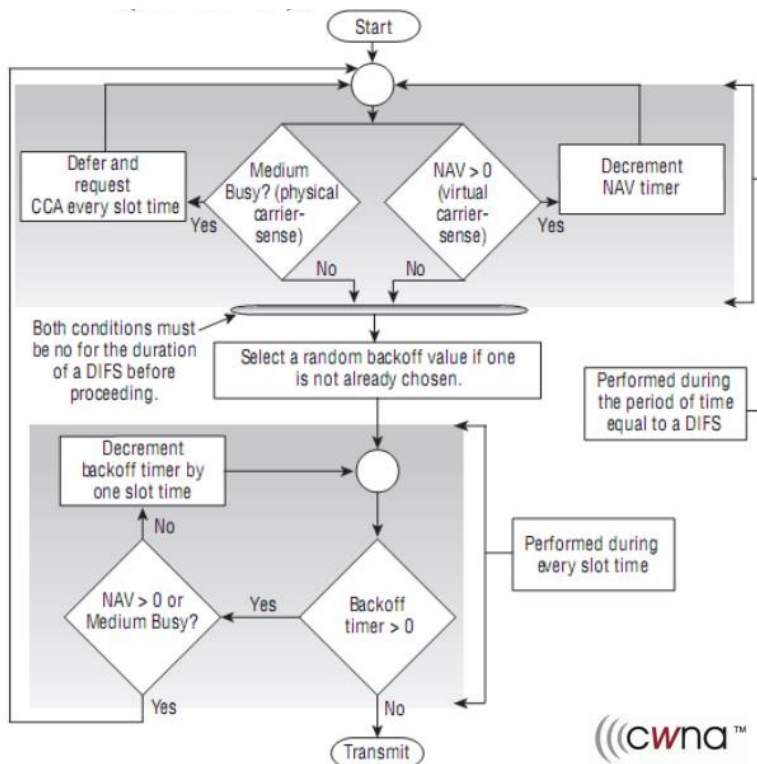 Start
Defer and
request
CCA every slot time
Yes
Medium
Busy? (physical
carrier-
sense)
No
NAV > 0
(virtual
carrier-
sense)
No
Yes
Decrement
NAV timer
Both conditions must
be no for the duration
of a DIFS before
proceeding.
Select a random backoff value if one
is not already chosen.
Performed during
the period of time
equal to a DIFS
Decrement
backoff timer by
one slot time
No
NAV > 0 or
Medium Busy?
Yes
Yes
Backoff
timer > 0
No
Performed during
every slot time
Transmit
cwna ™